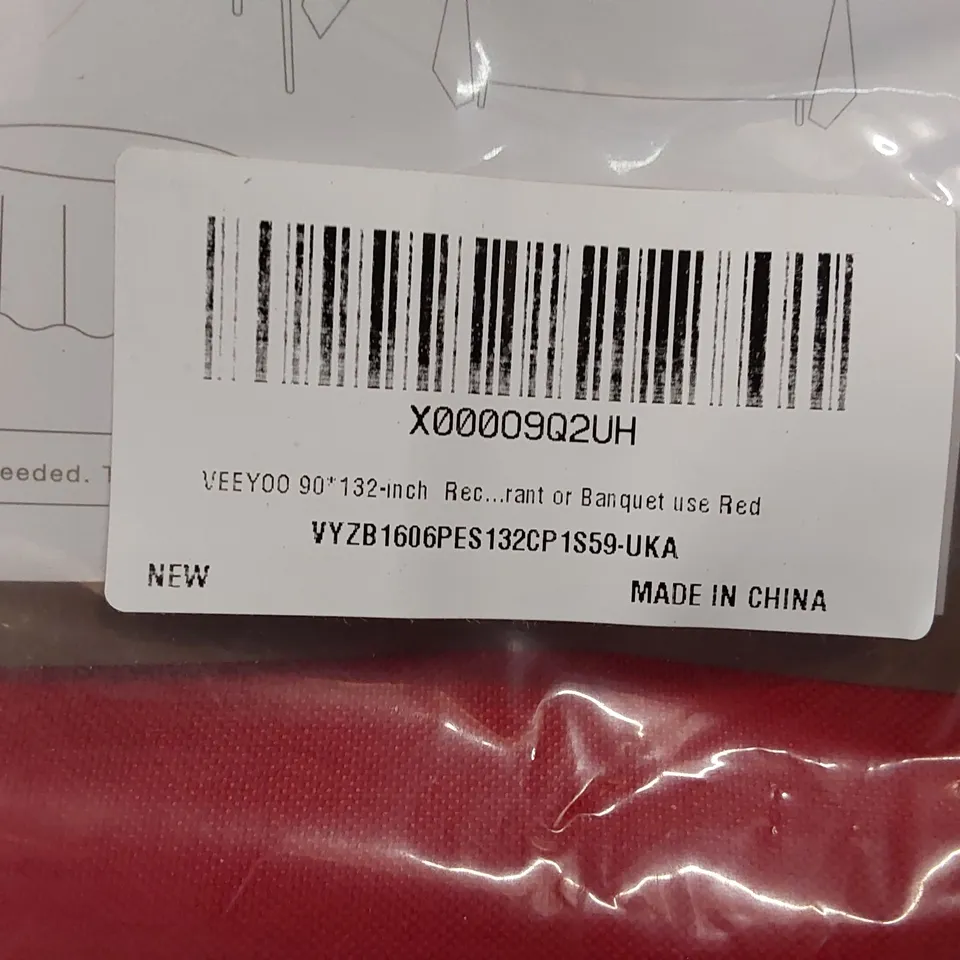 X00009Q2UH
VEEYOO 90*132-inch Rec...rant or Banquet use Red
VYZB1606PES132CP1S59-UKA
NEW
MADE IN CHINA
eeded. T